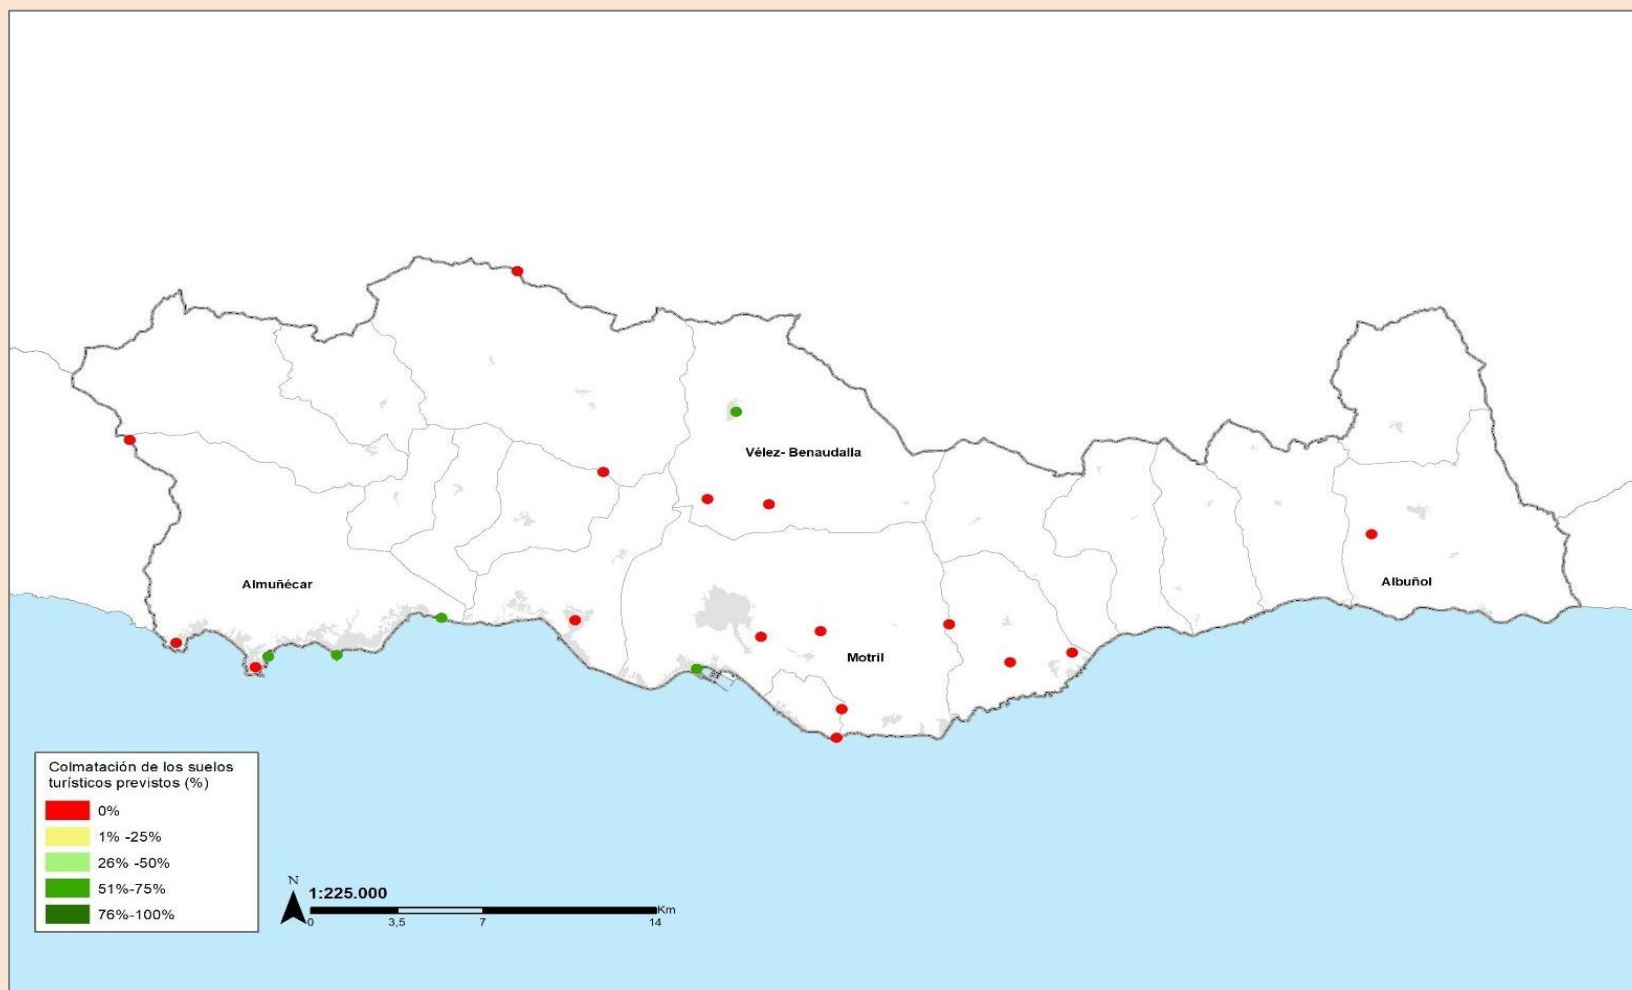 Vélez- Benaudalla
Almuñécar
Albuñol
Motril
Colmatación de los suelos
turísticos previstos (%)
0%
1% -25%
26% -50%
51%-75%
76%-100%
N
1:225.000
Km
0 3,5 7 14